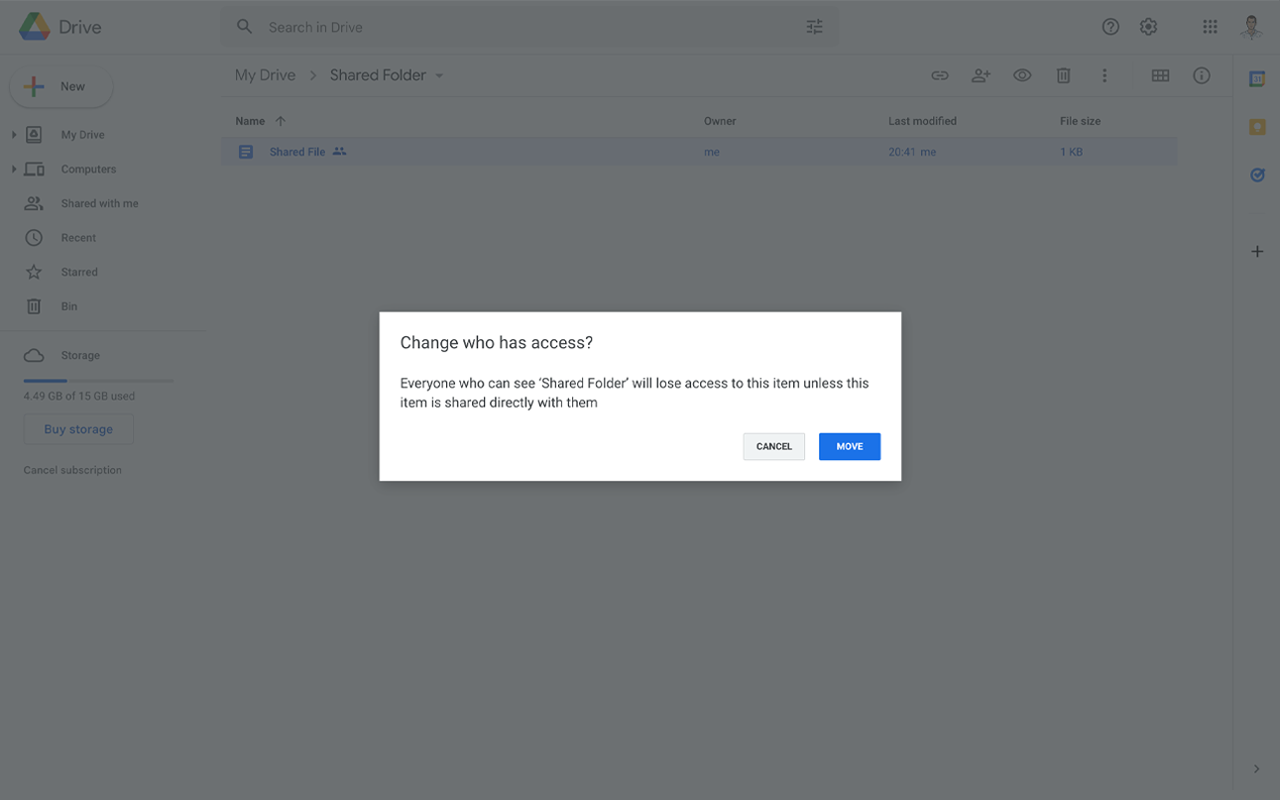 Drive
Search in Drive
My Drive > Shared Folder
New
Name Owner Last modified File size
Shared File me 20:41 me 1 KB
My Drive
Computers
Shared with me
Recent
Starred
Bin
Storage
4.49 GB of 15 GB used
Buy storage
Cancel subscription
Change who has access?
Everyone who can see ‘Shared Folder’ will lose access to this item unless this
item is shared directly with them
CANCEL MOVE
31